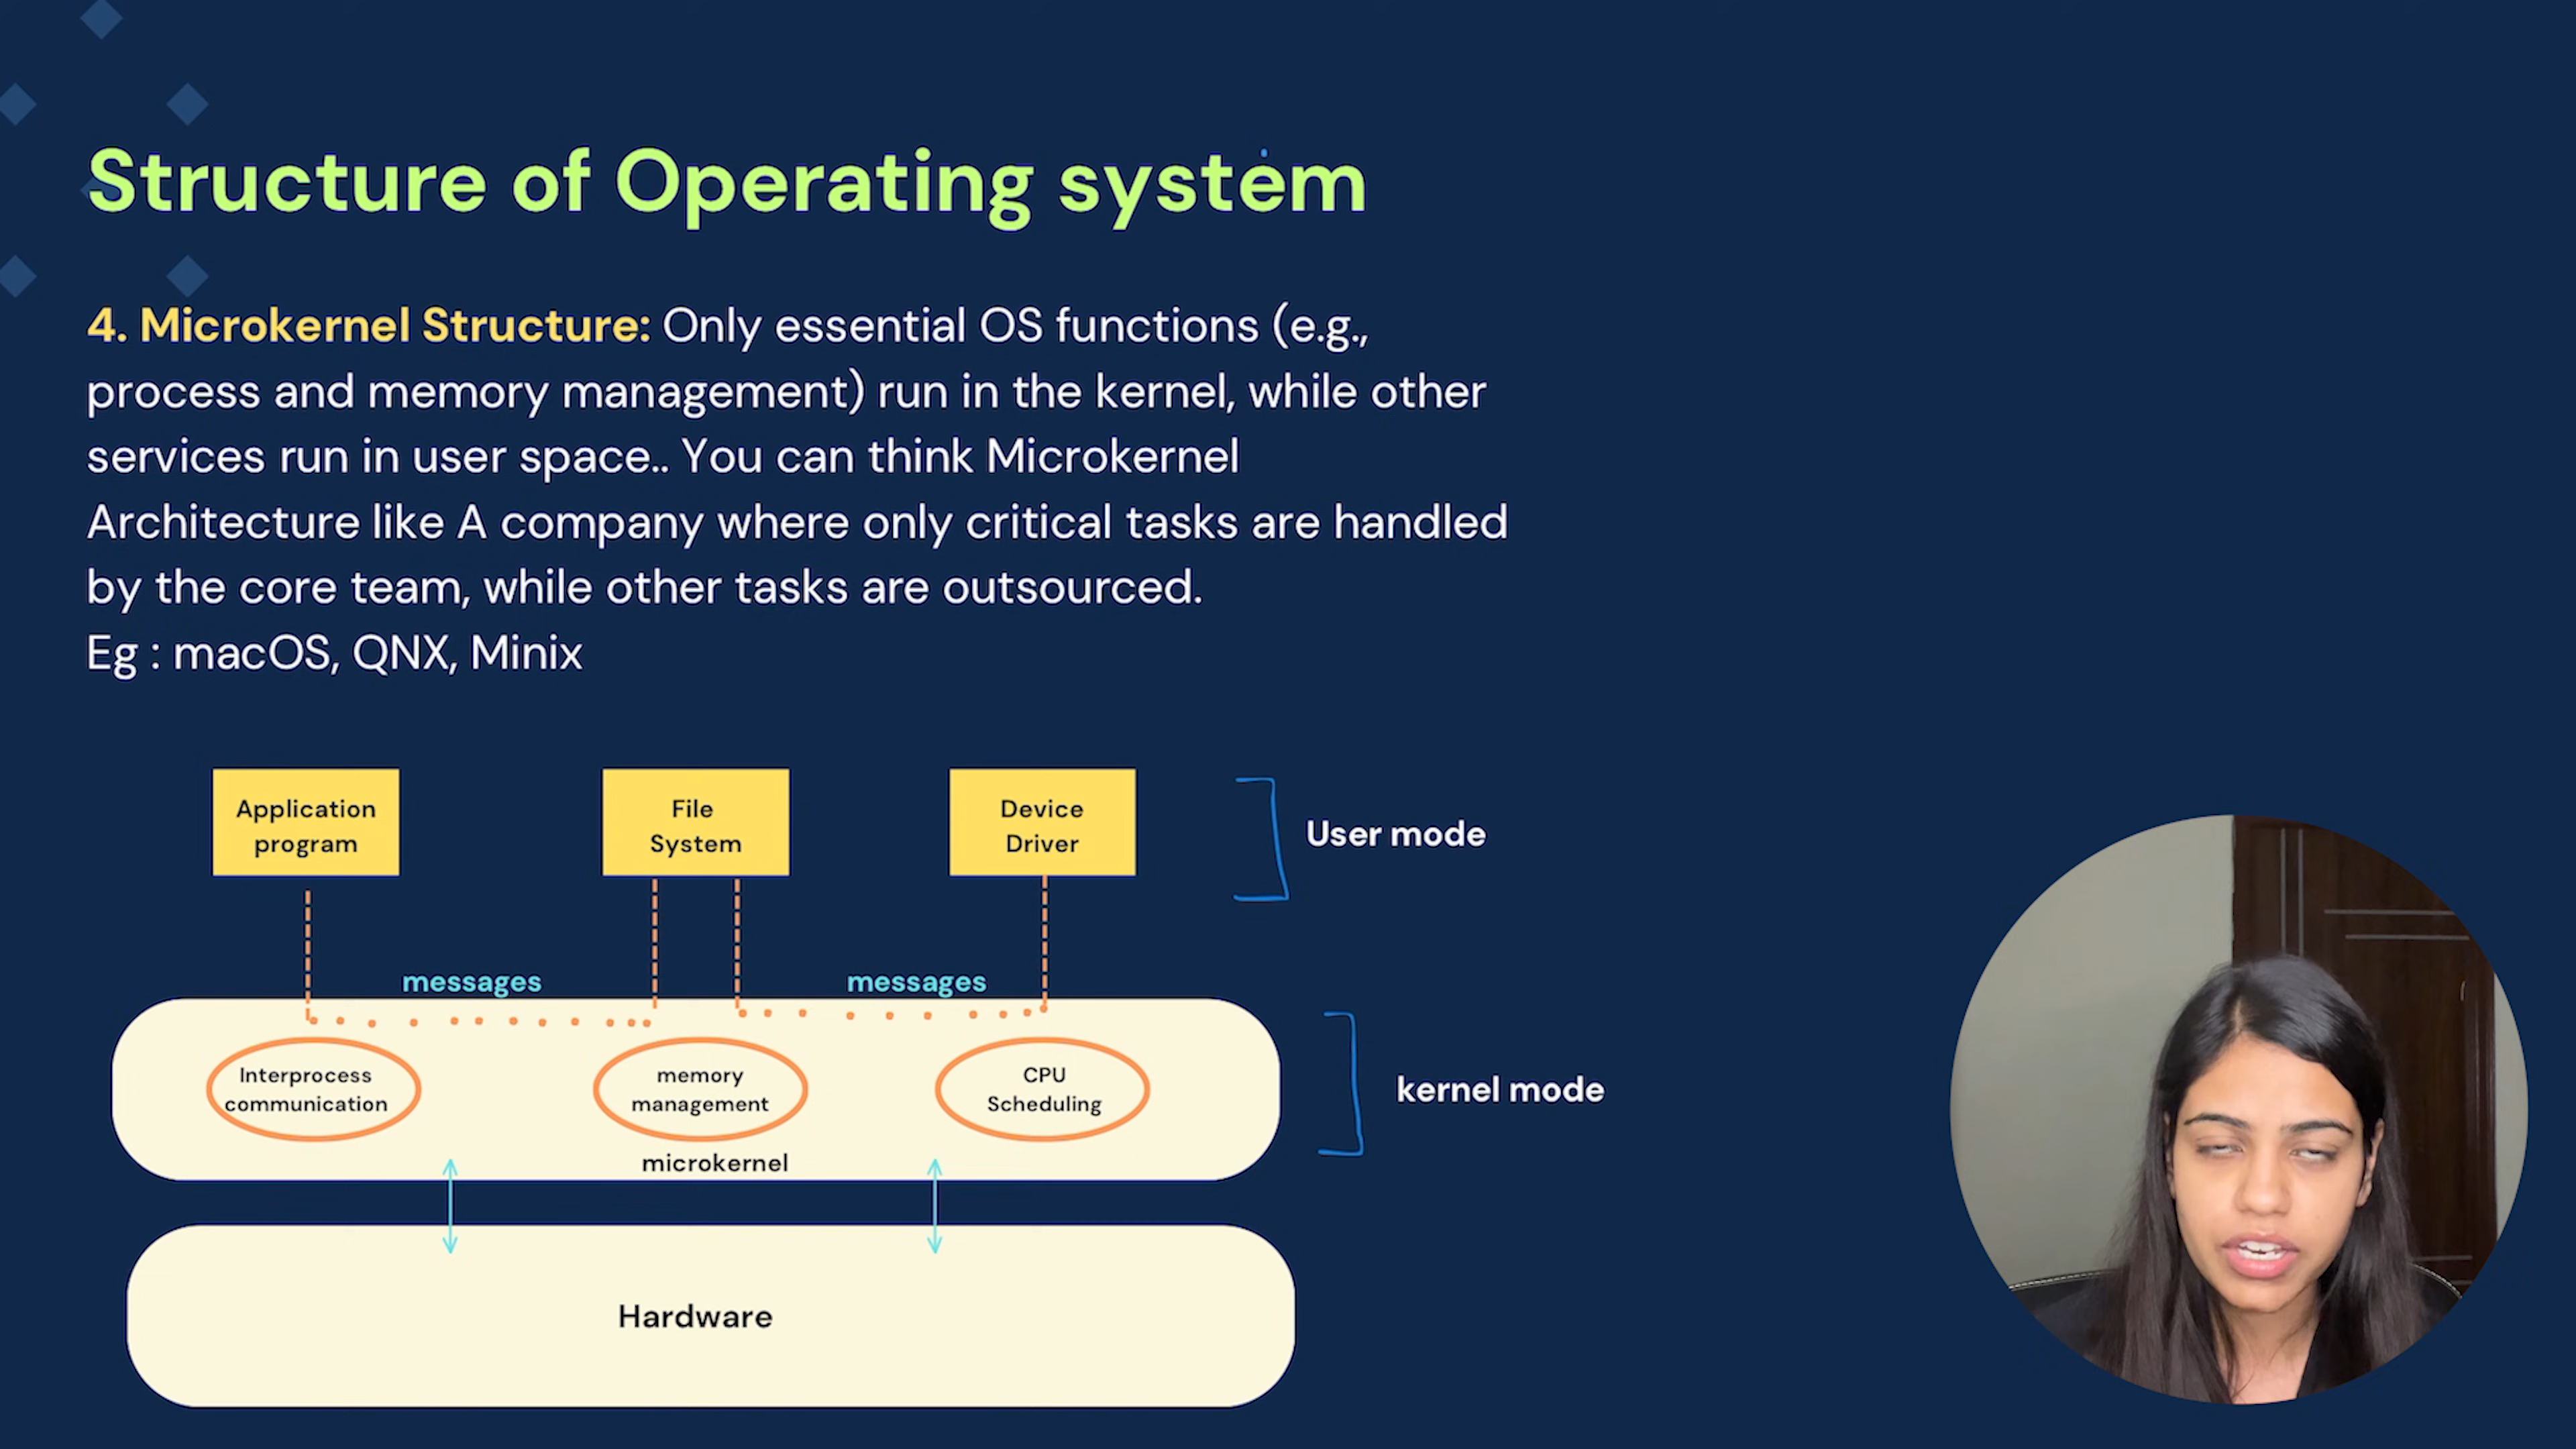 Structure of Operating system
4. Microkernel Structure: Only essential OS functions (e.g.,
process and memory management) run in the kernel, while other
services run in user space.. You can think Microkernel
Architecture like A company where only critical tasks are handled
by the core team, while other tasks are outsourced.
Eg : macOS, QNX, Minix
Application
program
File
System
Device
Driver
User mode
messages
messages
Interprocess
communication
memory
management
CPU
Scheduling
kernel mode
microkernel
Hardware